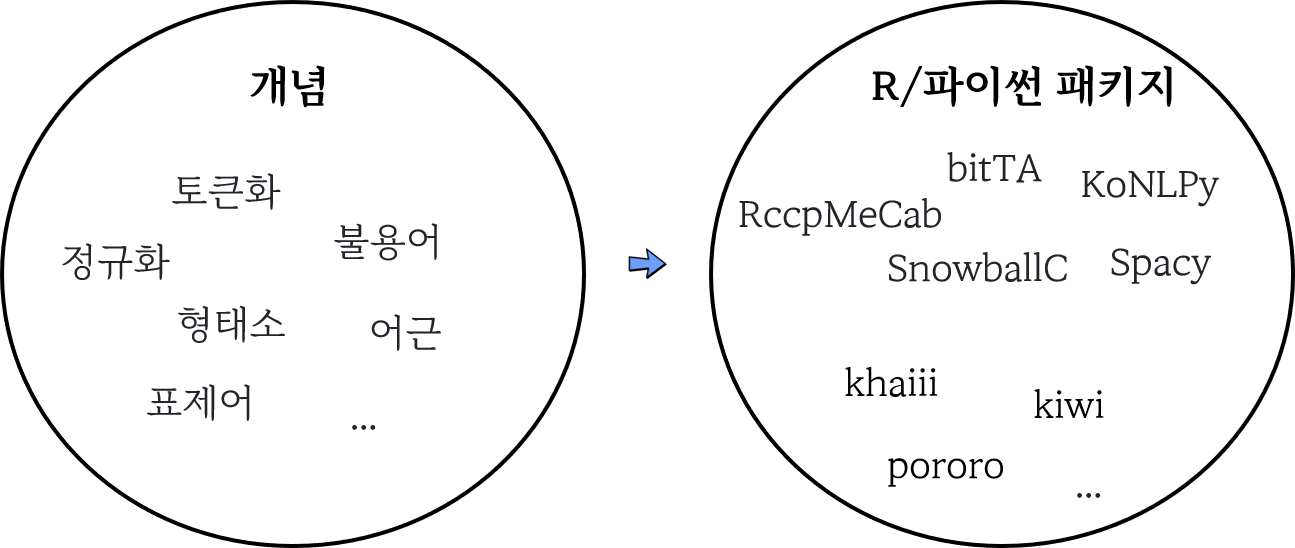 개념
토큰화
불용어
정규화
형태소
어근
표제어
...
R/파이썬 패키지
bitTA
KoNLPy
RccpMeCab
SnowballC
Spacy
khaiii
kiwi
pororo
...